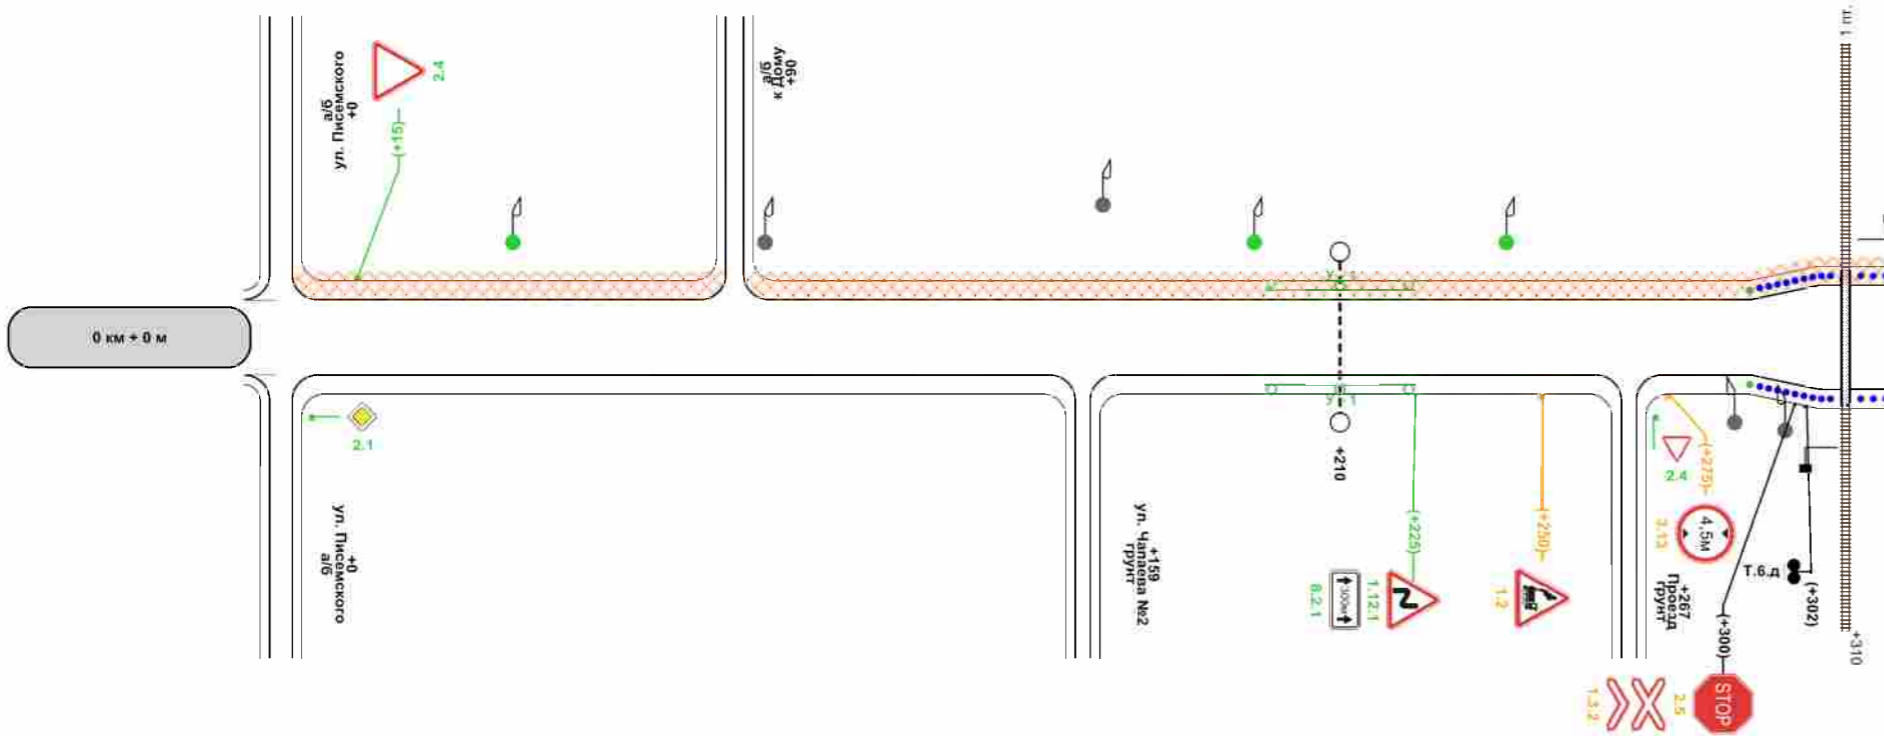 0 км + 0 м
+0
а/б
ул. Писемского
(+15)
2.4
+90
а/б
к Дому
1 пт.
2.1
+0
ул. Писемского
а/б
+159
ул. Чапаева №2
грунт
+210
(+225)
1.12.1
300м
8.2.1
(+250)
1.2
2.4
(+275)
4,5м
3.13
+267
Проезд
грунт
Т.6.д
(+302)
(+300)
STOP
2.5
1.3.2
+310